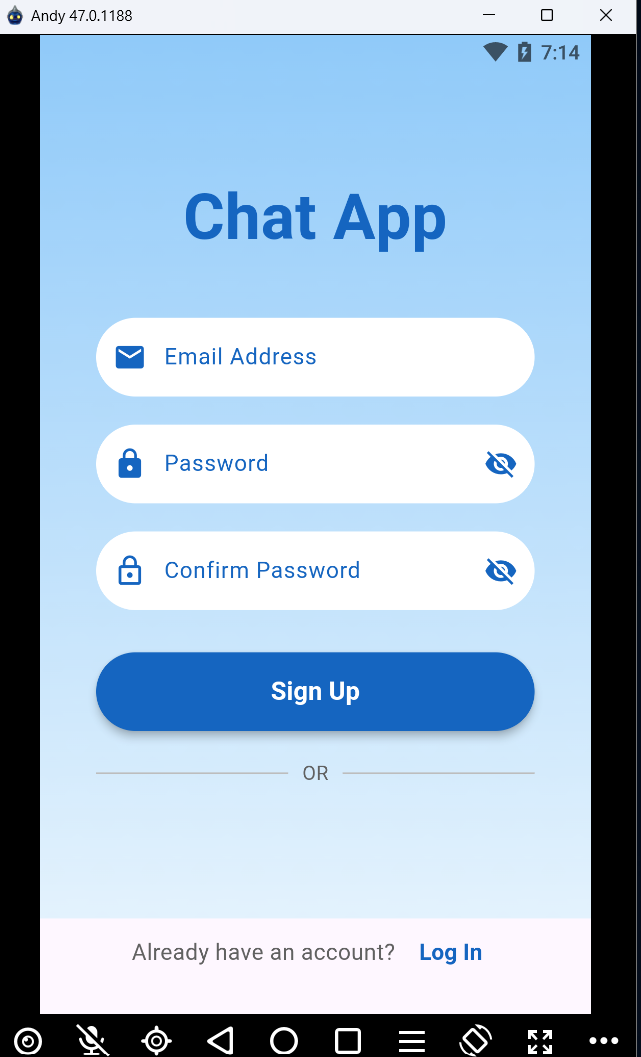 Andy 47.0.1188
7:14
Chat App
Email Address
Password
Confirm Password
Sign Up
OR
Already have an account? Log In